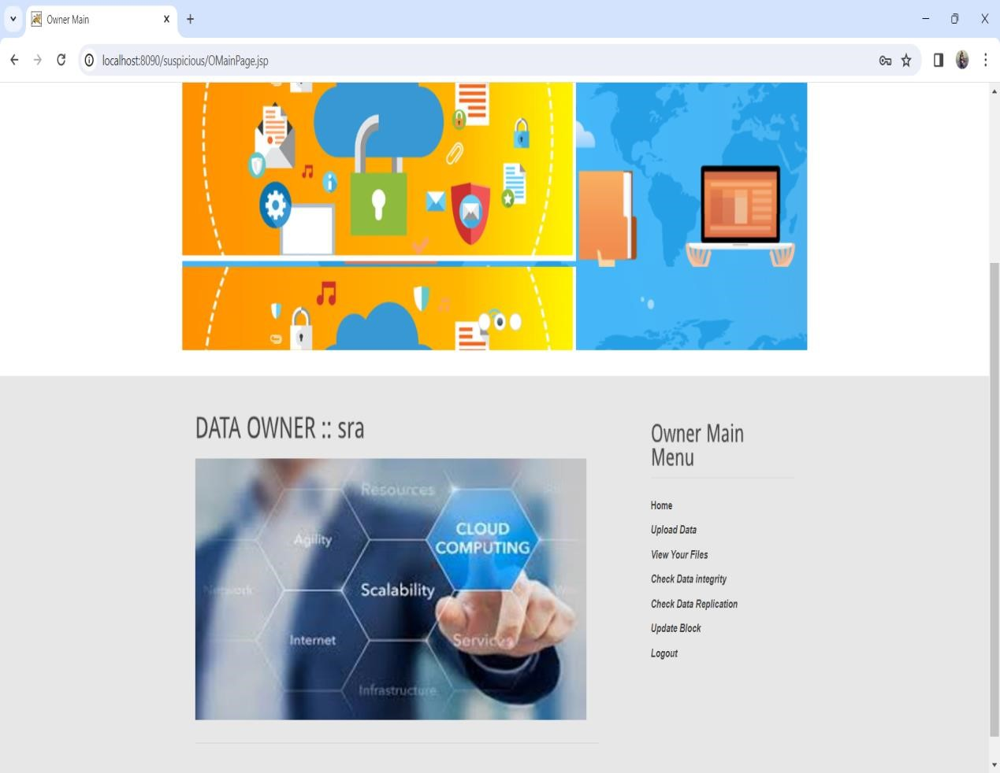 Owner Main
localhost:8090/suspicious/OMainPage.jsp
DATA OWNER :: sra
Resources
CLOUD
COMPUTING
Agility
Network
Scalability
Internet
Services
Infrastructure
Owner Main
Menu
Home
Upload Data
View Your Files
Check Data integrity
Check Data Replication
Update Block
Logout